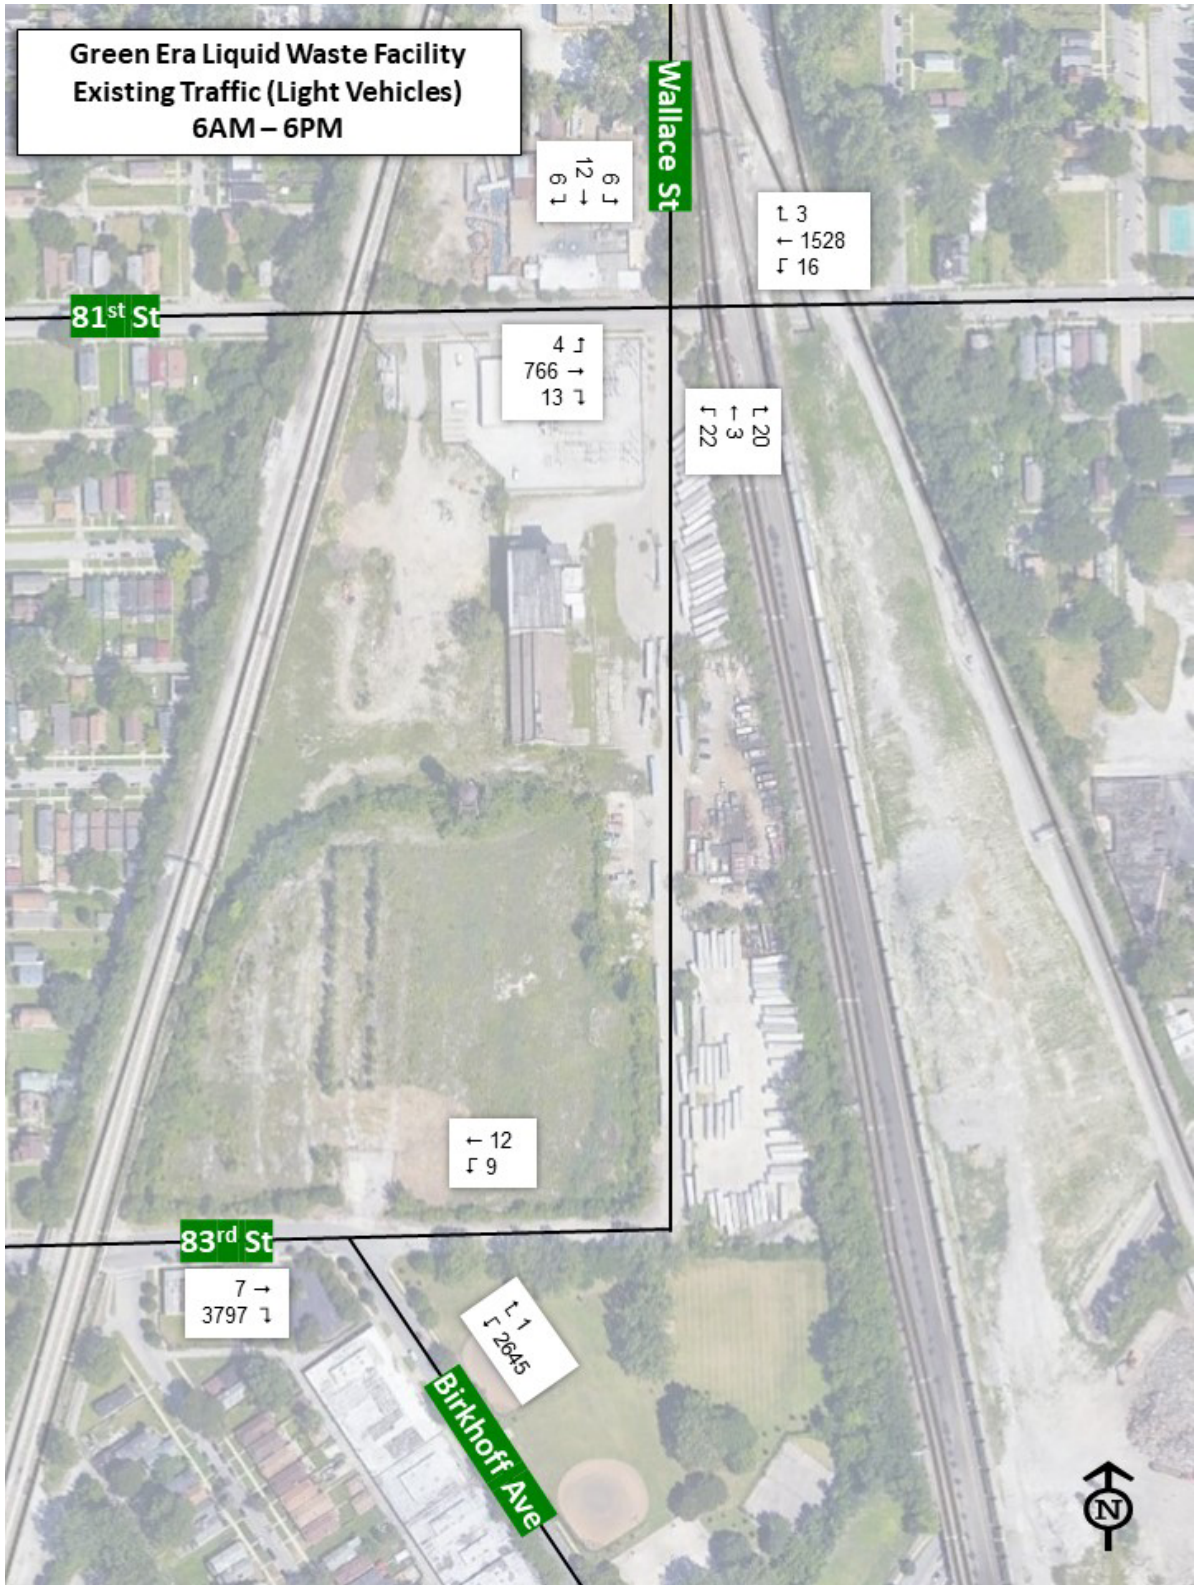 Green Era Liquid Waste Facility
Existing Traffic (Light Vehicles)
6AM – 6PM
Wallace St
6
12 →
6
3
← 1528
16
81st St
4
766 →
13
20
← 3
22
← 12
9
83rd St
7 →
3797
1
2645
Birkhoff Ave
N